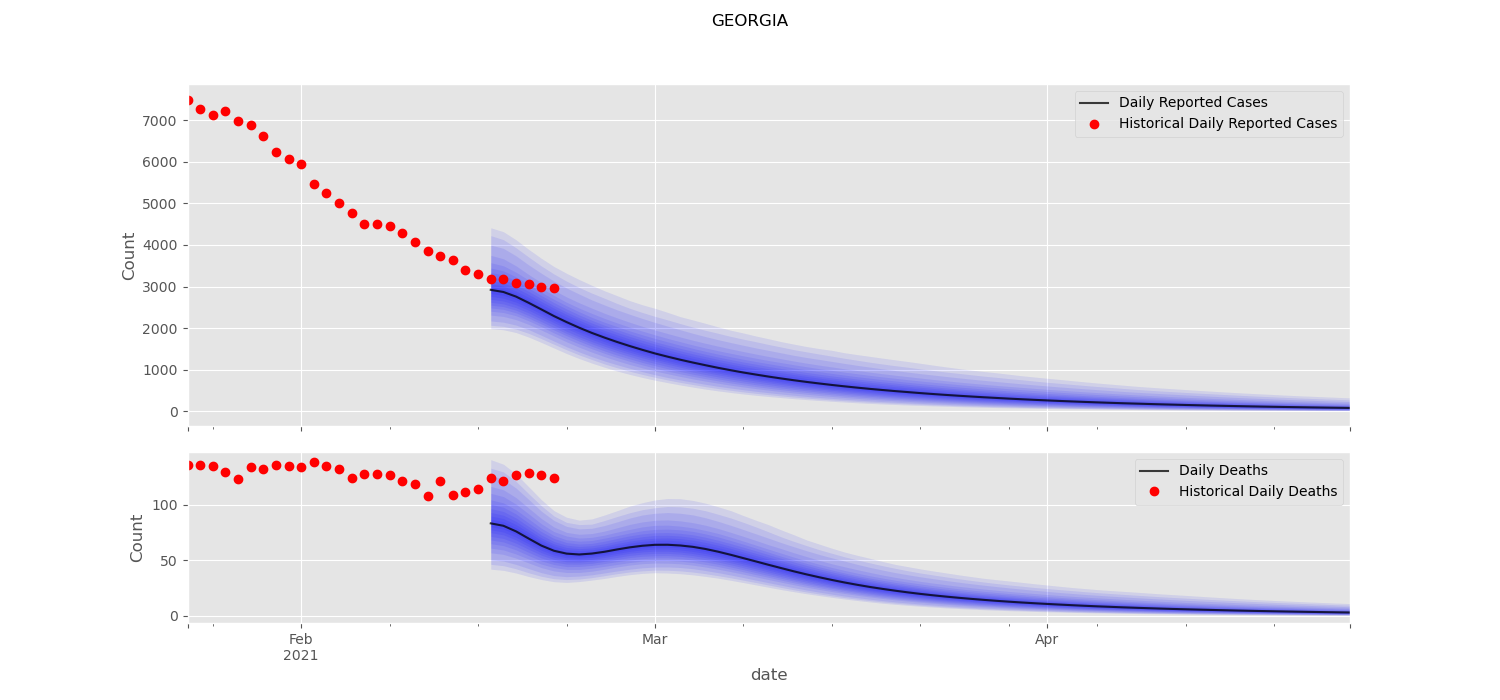 GEORGIA
Daily Reported Cases
Historical Daily Reported Cases
Count
7000
6000
5000
4000
3000
2000
1000
0
Daily Deaths
Historical Daily Deaths
Count
100
50
0
Feb
2021
Mar
Apr
date